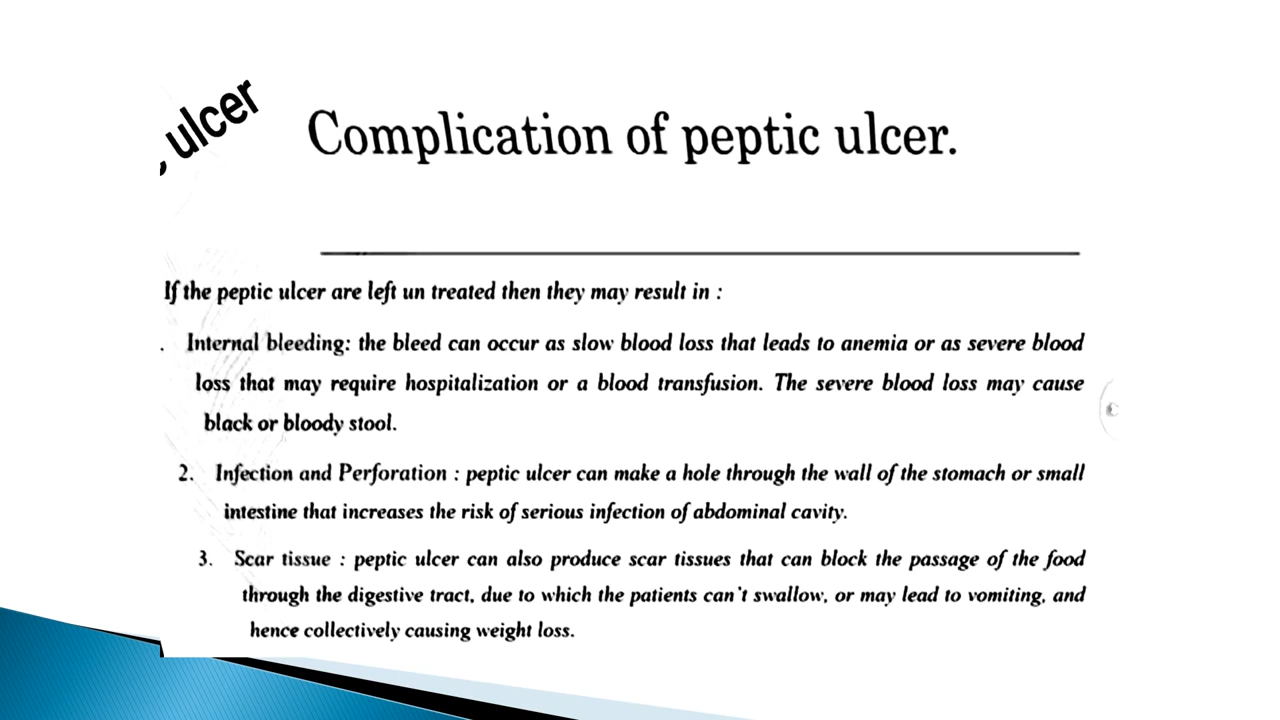 , ulcer
Complication of peptic ulcer.
If the peptic ulcer are left un treated then they may result in :
. Internal bleeding: the bleed can occur as slow blood loss that leads to anemia or as severe blood
loss that may require hospitalization or a blood transfusion. The severe blood loss may cause
black or bloody stool.
2. Infection and Perforation : peptic ulcer can make a hole through the wall of the stomach or small
intestine that increases the risk of serious infection of abdominal cavity.
3. Scar tissue : peptic ulcer can also produce scar tissues that can block the passage of the food
through the digestive tract, due to which the patients can't swallow, or may lead to vomiting, and
hence collectively causing weight loss.